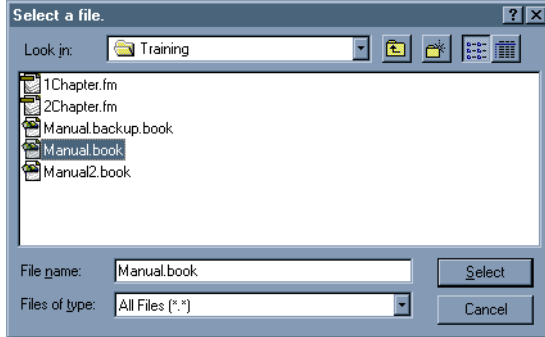 Select a file.
Look in: Training
1Chapter.fm
2Chapter.fm
Manual.backup.book
Manual.book
Manual2.book
File name: Manual.book Select
Files of type: All Files (*.*) Cancel